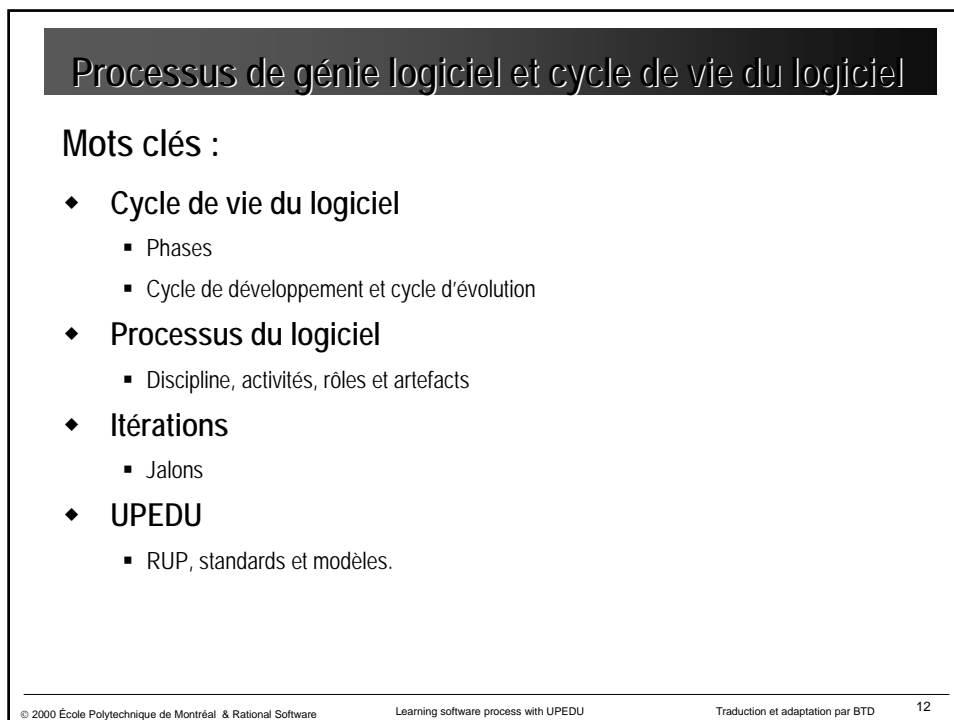 Processus de génie logiciel et cycle de vie du logiciel
Mots clés :
◆ Cycle de vie du logiciel
▪ Phases
▪ Cycle de développement et cycle d'évolution
◆ Processus du logiciel
▪ Discipline, activités, rôles et artefacts
◆ Itérations
▪ Jalons
◆ UPEDU
▪ RUP, standards et modèles.
© 2000 École Polytechnique de Montréal & Rational Software Learning software process with UPEDU Traduction et adaptation par BTD 12